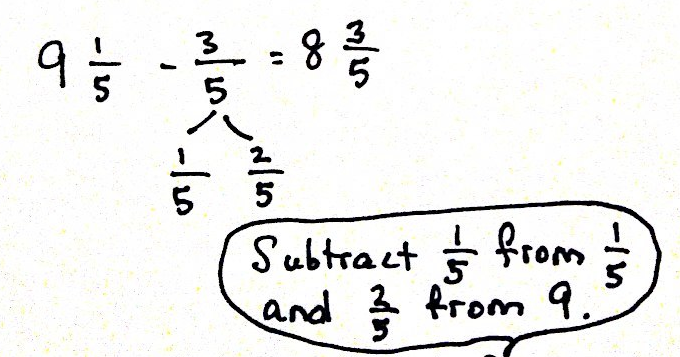 9 1/5 - 3/5 = 8 3/5
1/5 2/5
Subtract 1/5 from 1/5
and 2/5 from 9.